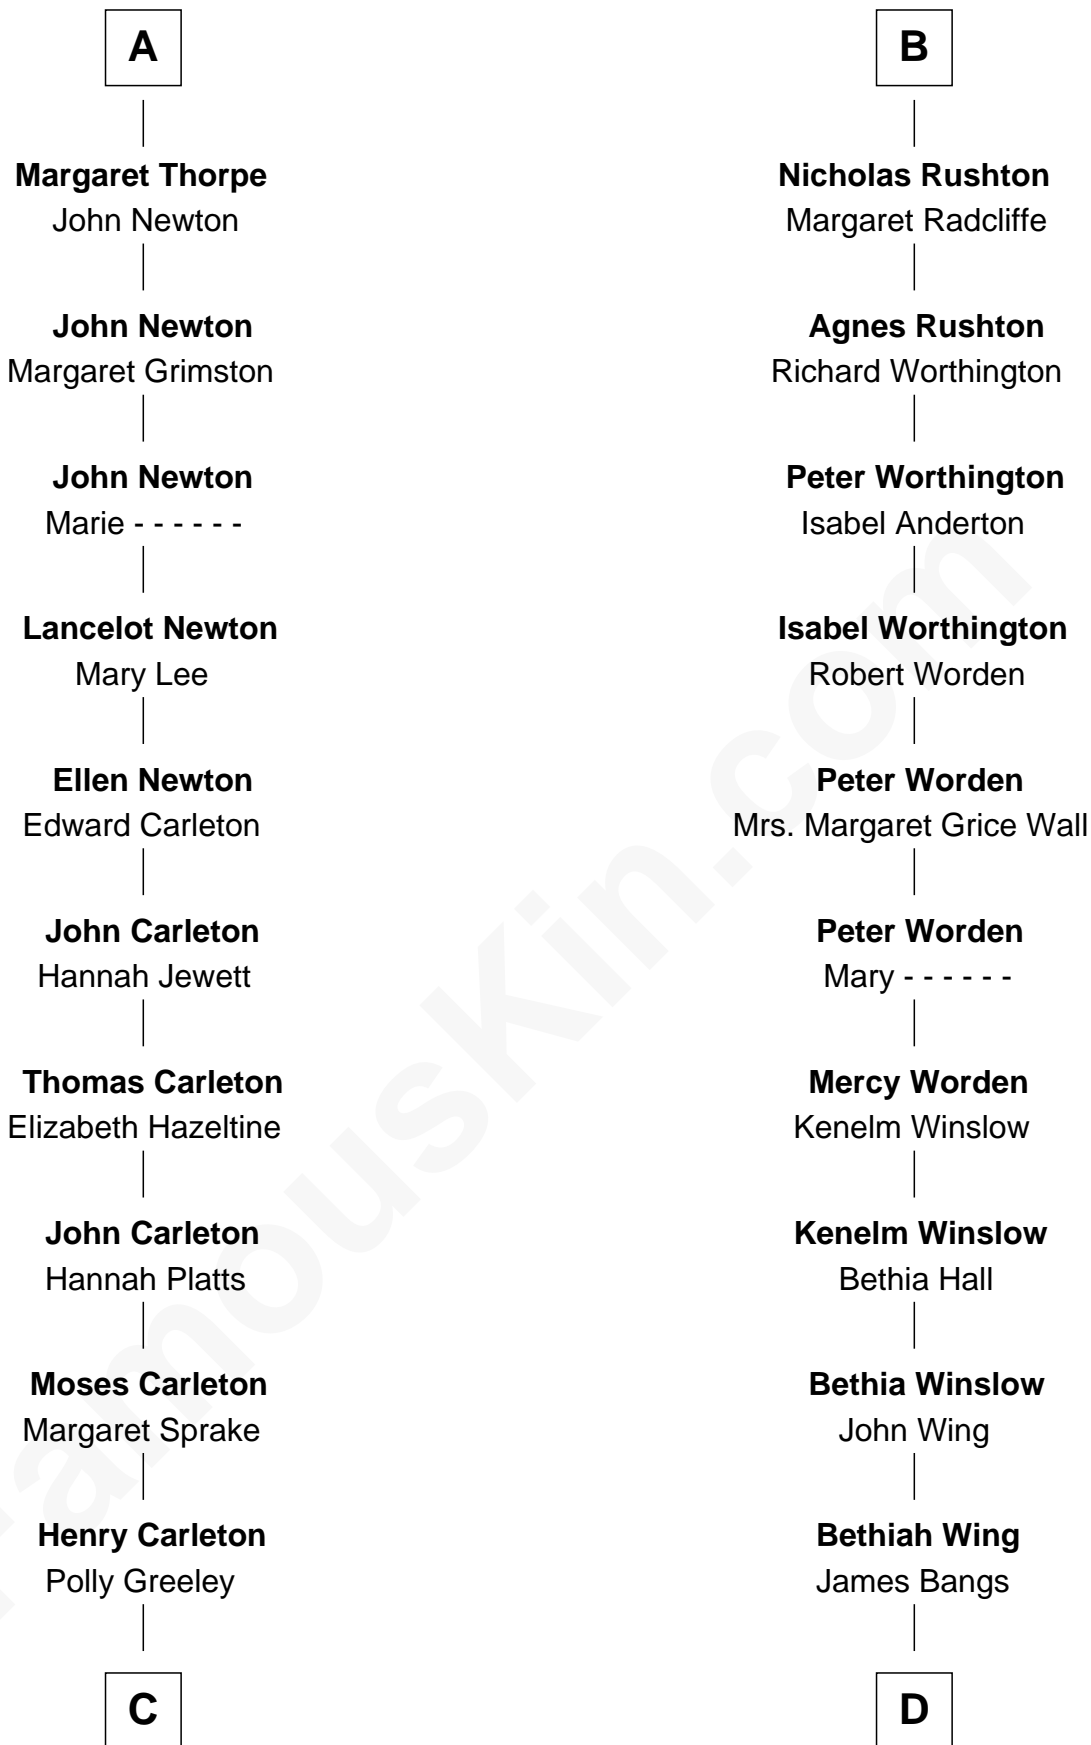 A
Margaret Thorpe
John Newton
John Newton
Margaret Grimston
John Newton
Marie - - - - - -
Lancelot Newton
Mary Lee
Ellen Newton
Edward Carleton
John Carleton
Hannah Jewett
Thomas Carleton
Elizabeth Hazeltine
John Carleton
Hannah Platts
Moses Carleton
Margaret Sprake
Henry Carleton
Polly Greeley
C
B
Nicholas Rushton
Margaret Radcliffe
Agnes Rushton
Richard Worthington
Peter Worthington
Isabel Anderton
Isabel Worthington
Robert Worden
Peter Worden
Mrs. Margaret Grice Wall
Peter Worden
Mary - - - - - -
Mercy Worden
Kenelm Winslow
Kenelm Winslow
Bethia Hall
Bethia Winslow
John Wing
Bethiah Wing
James Bangs
D
FamousKin.com